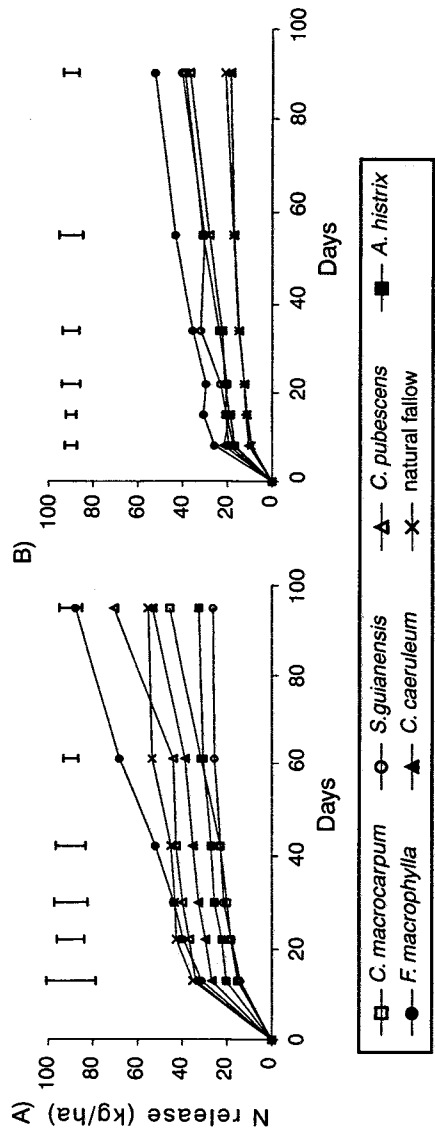 A)
N release (kg/ha)
100
80
60
40
20
0
0 20 40 60 80 100
Days
B)
100
80
60
40
20
0
0 20 40 60 80 100
Days
C. macrocarpum S.guianensis C. pubescens A. histrix
F. macrophylla C. caeruleum natural fallow